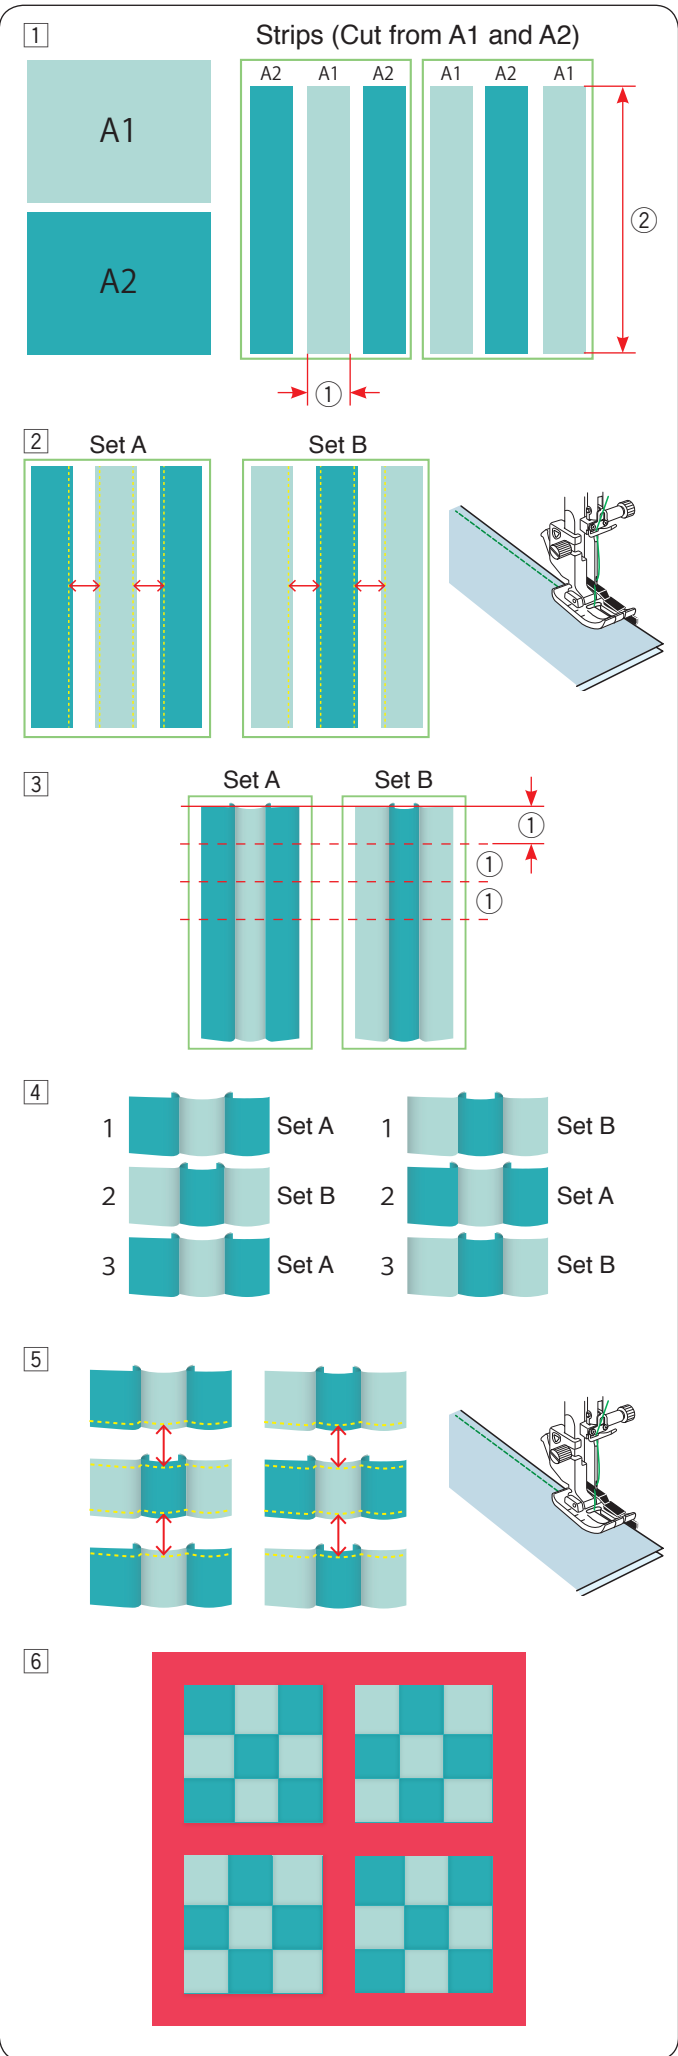 1
Strips (Cut from A1 and A2)
A1
A2
A2 A1 A2 A1 A2 A1
②
①
2
Set A Set B
3
Set A Set B
①
①
①
4
1 Set A
2 Set B
3 Set A
1 Set B
2 Set A
3 Set B
5
6